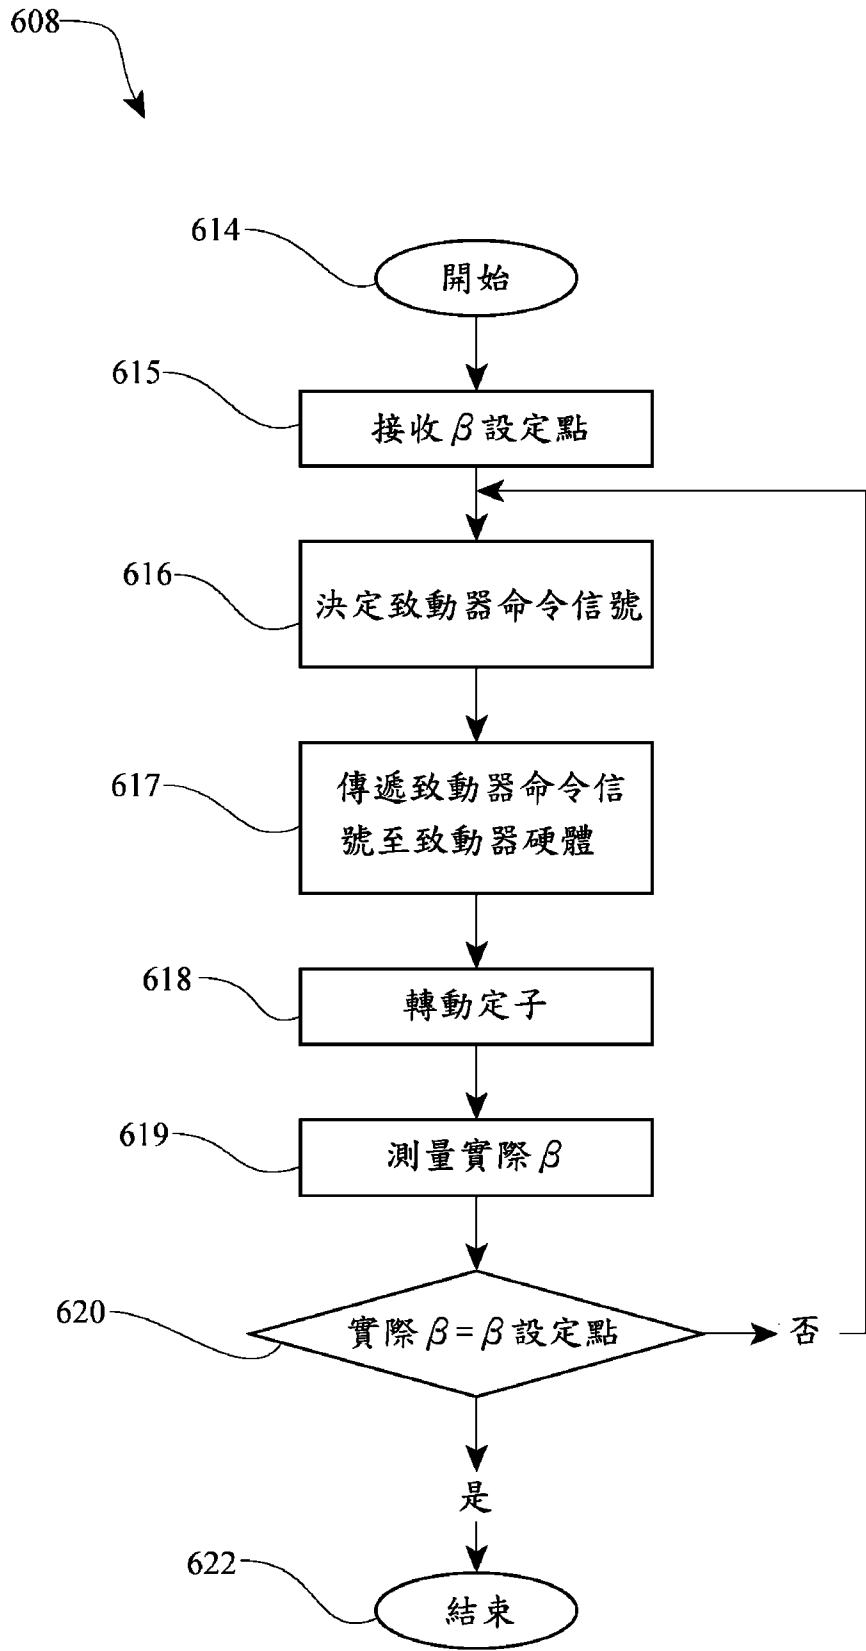 608
614
開始
615
接收β設定點
616
決定致動器命令信號
617
傳遞致動器命令信
號至致動器硬體
618
轉動定子
619
測量實際β
620
實際β=β設定點
否
是
622
結束